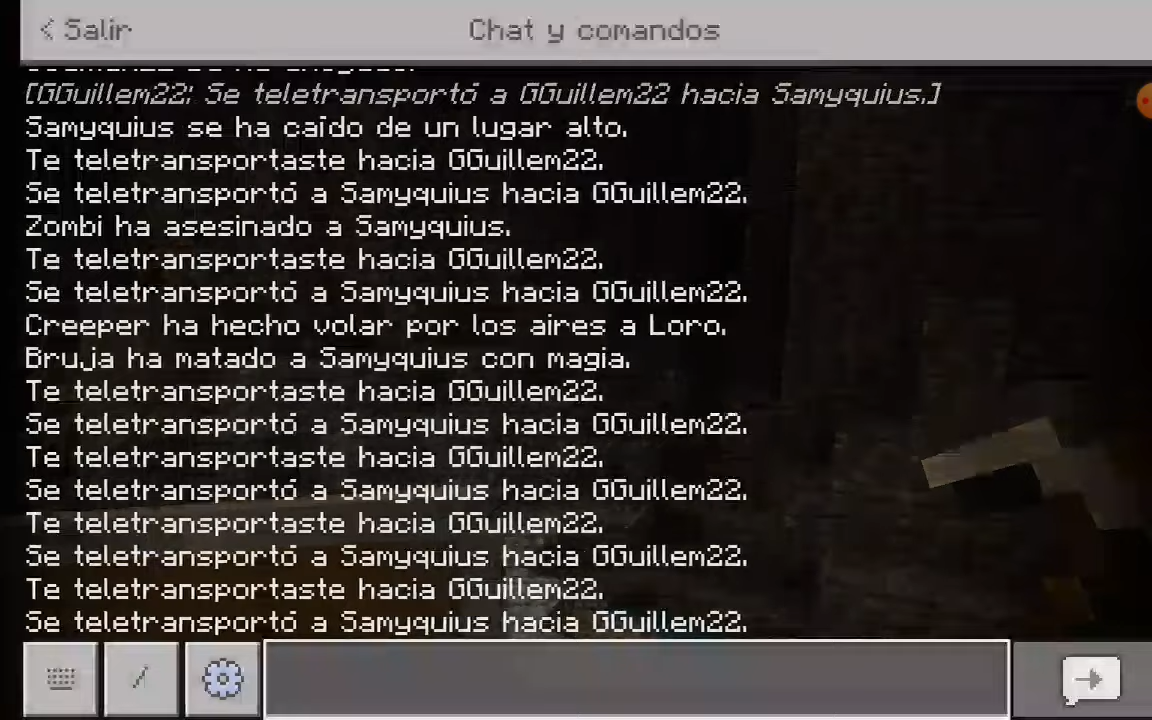 Salir
Chat y comandos
[GGuillem22: Se teletransportó a GGuillem22 hacia Samyquius.]
Samyquius se ha caído de un lugar alto.
Te teletransportaste hacia GGuillem22.
Se teletransportó a Samyquius hacia GGuillem22.
Zombi ha asesinado a Samyquius.
Te teletransportaste hacia GGuillem22.
Se teletransportó a Samyquius hacia GGuillem22.
Creeper ha hecho volar por los aires a Loro.
Bruja ha matado a Samyquius con magia.
Te teletransportaste hacia GGuillem22.
Se teletransportó a Samyquius hacia GGuillem22.
Te teletransportaste hacia GGuillem22.
Se teletransportó a Samyquius hacia GGuillem22.
Te teletransportaste hacia GGuillem22.
Se teletransportó a Samyquius hacia GGuillem22.
Te teletransportaste hacia GGuillem22.
Se teletransportó a Samyquius hacia GGuillem22.